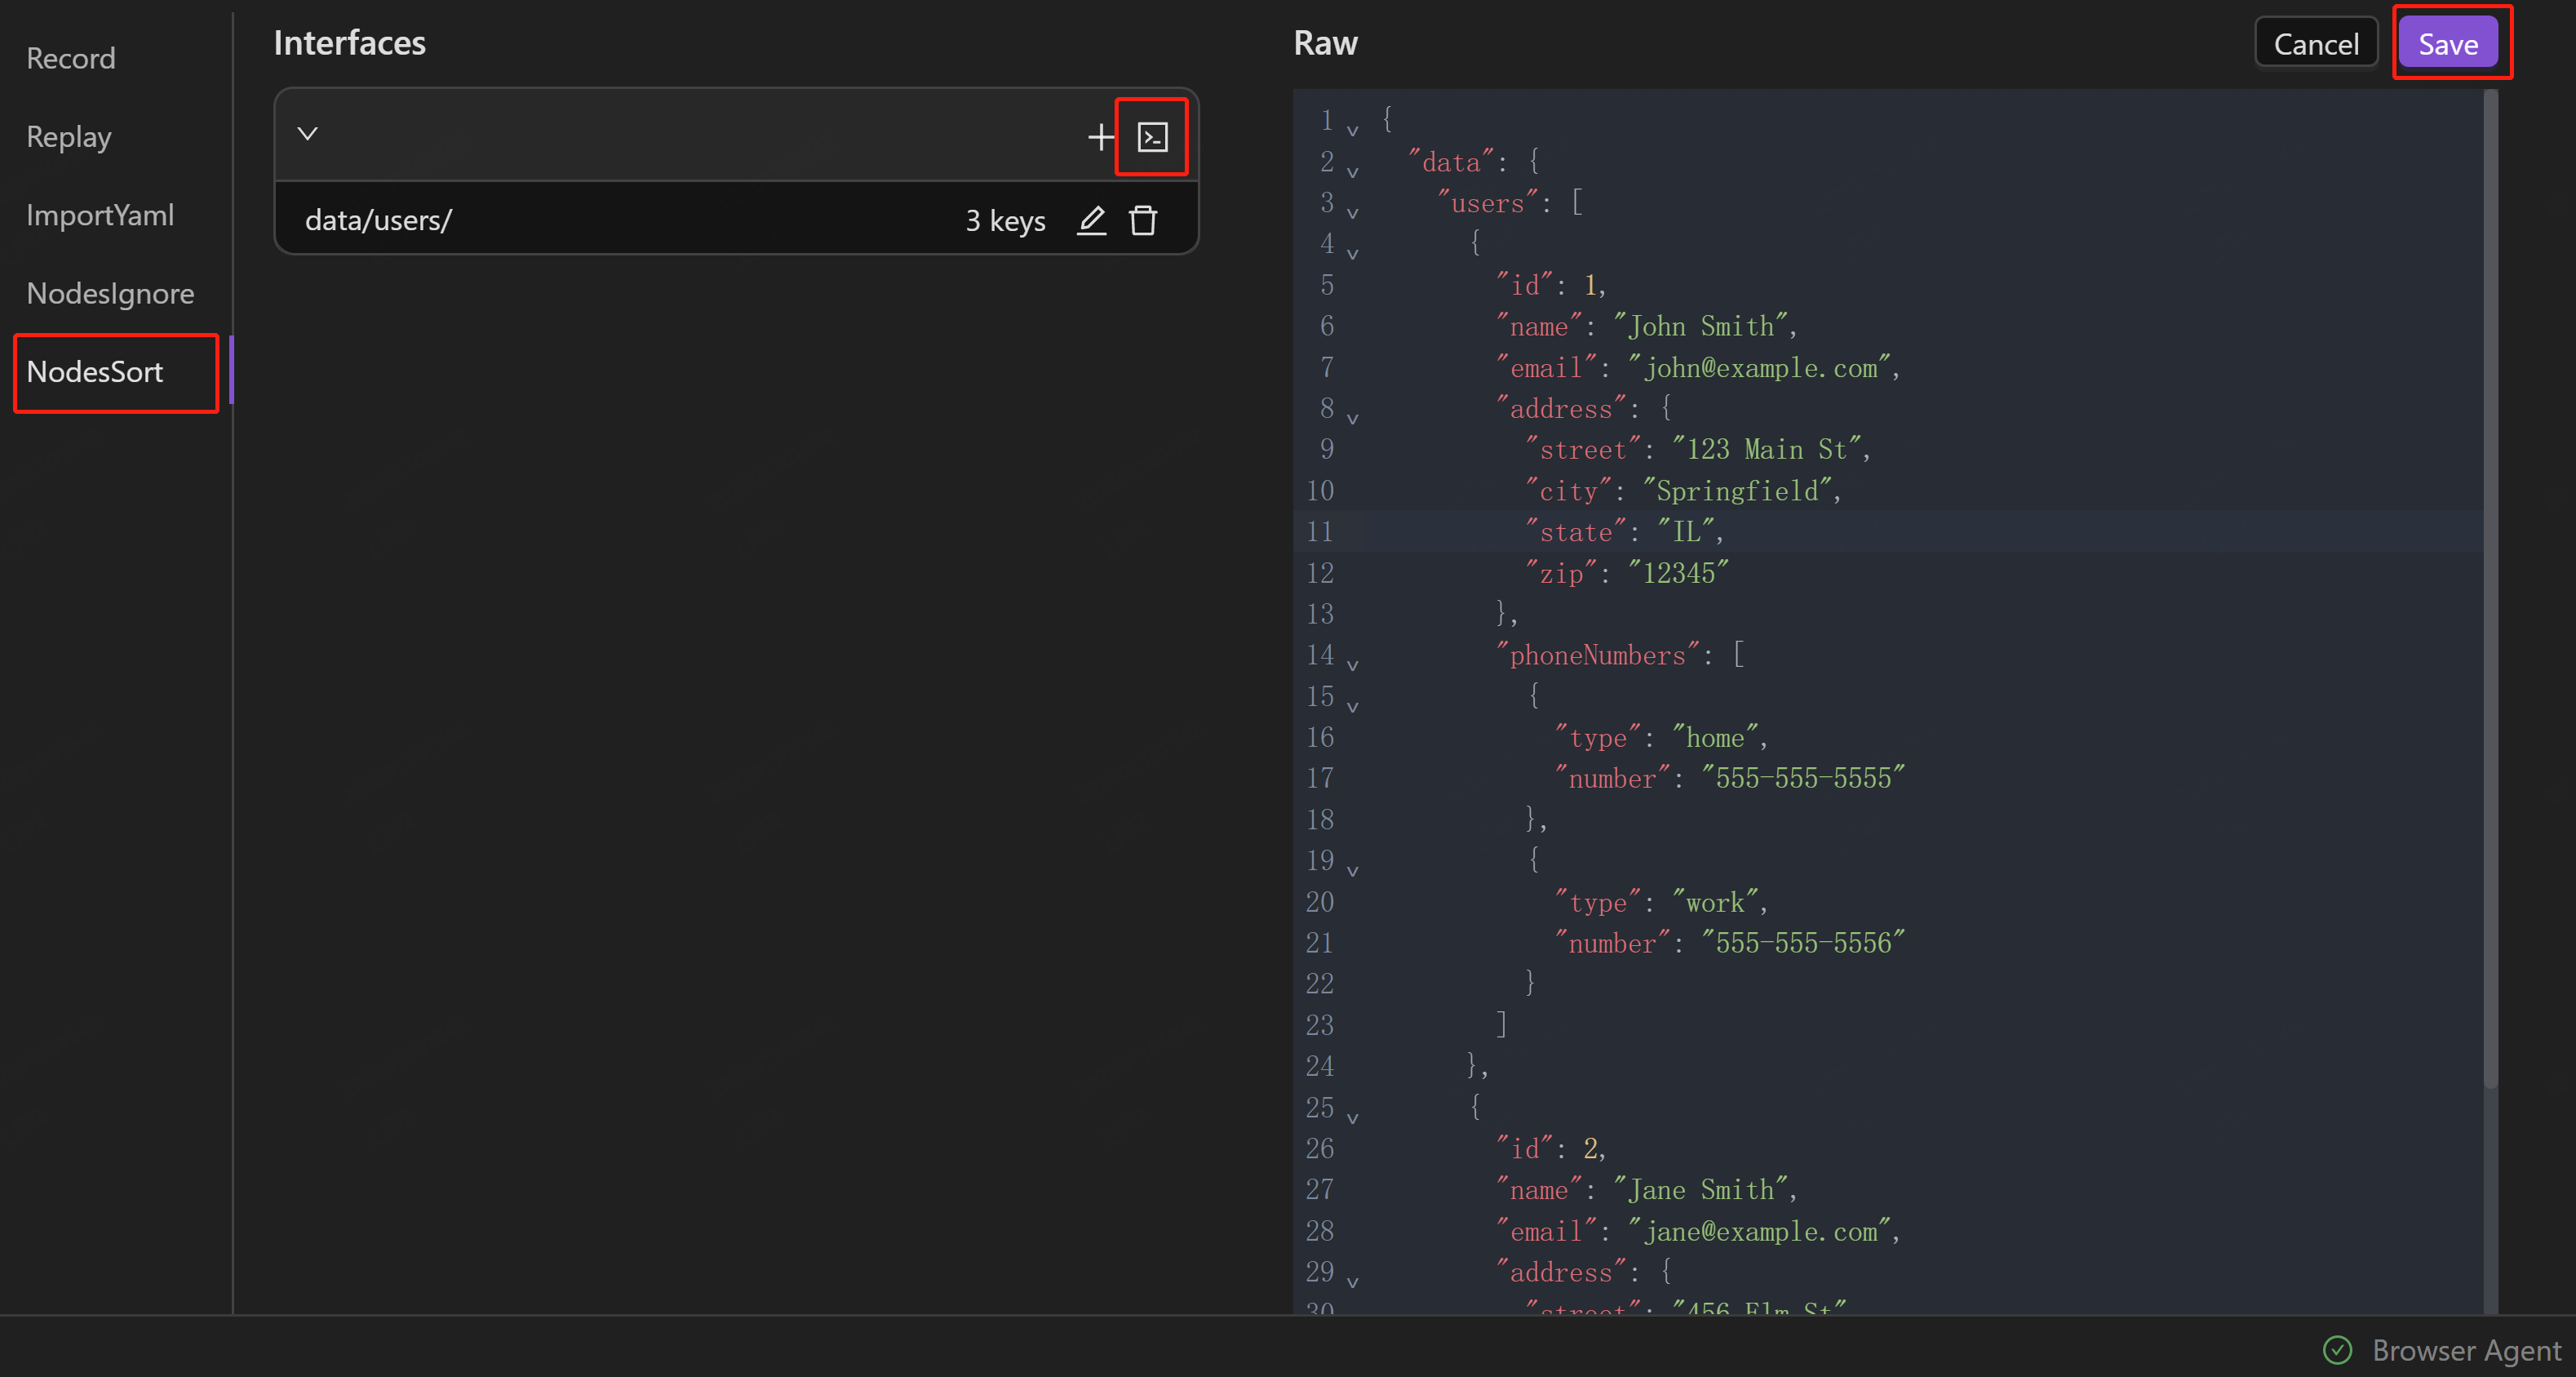 Record
Replay
ImportYaml
NodesIgnore
NodesSort
Interfaces
data/users/ 3 keys
Raw
Cancel
Save
1 {
2 "data": {
3 "users": [
4 {
5 "id": 1,
6 "name": "John Smith",
7 "email": "john@example.com",
8 "address": {
9 "street": "123 Main St",
10 "city": "Springfield",
11 "state": "IL",
12 "zip": "12345"
13 },
14 "phoneNumbers": [
15 {
16 "type": "home",
17 "number": "555-555-5555"
18 },
19 {
20 "type": "work",
21 "number": "555-555-5556"
22 }
23 ]
24 },
25 {
26 "id": 2,
27 "name": "Jane Smith",
28 "email": "jane@example.com",
29 "address": {
30 "street": "456 Elm St"
Browser Agent